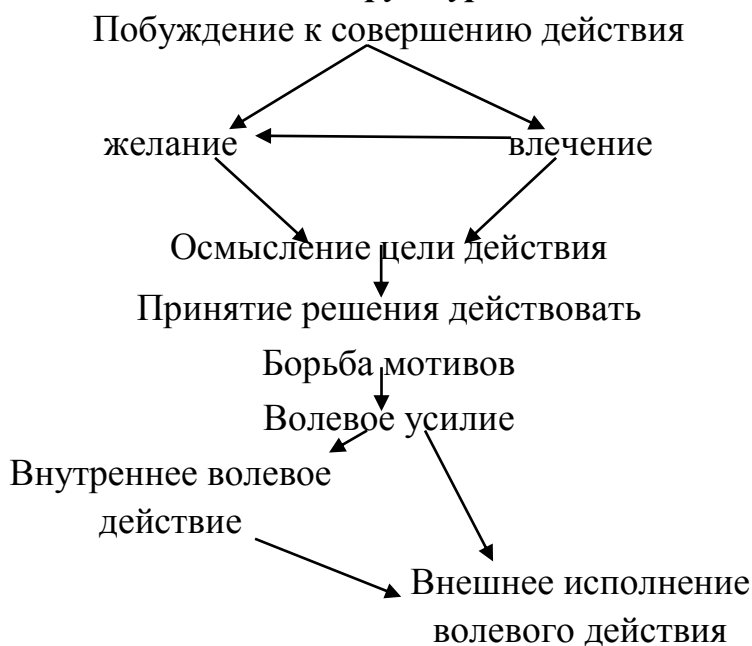 Побуждение к совершению действия
желание влечение
Осмысление цели действия
Принятие решения действовать
Борьба мотивов
Волевое усилие
Внутреннее волевое
действие
Внешнее исполнение
волевого действия